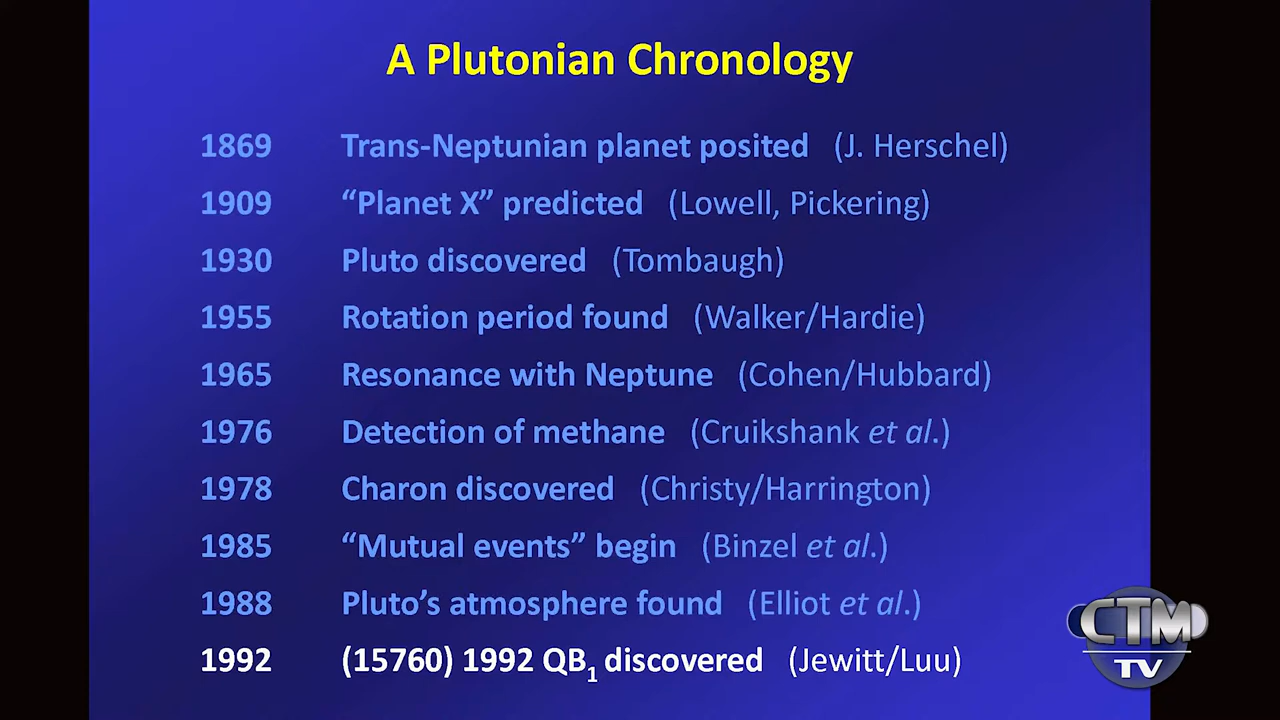 A Plutonian Chronology
1869 Trans-Neptunian planet posited (J. Herschel)
1909 “Planet X” predicted (Lowell, Pickering)
1930 Pluto discovered (Tombaugh)
1955 Rotation period found (Walker/Hardie)
1965 Resonance with Neptune (Cohen/Hubbard)
1976 Detection of methane (Cruikshank et al.)
1978 Charon discovered (Christy/Harrington)
1985 “Mutual events” begin (Binzel et al.)
1988 Pluto’s atmosphere found (Elliot et al.)
1992 (15760) 1992 QB1 discovered (Jewitt/Luu)
CTM
TV